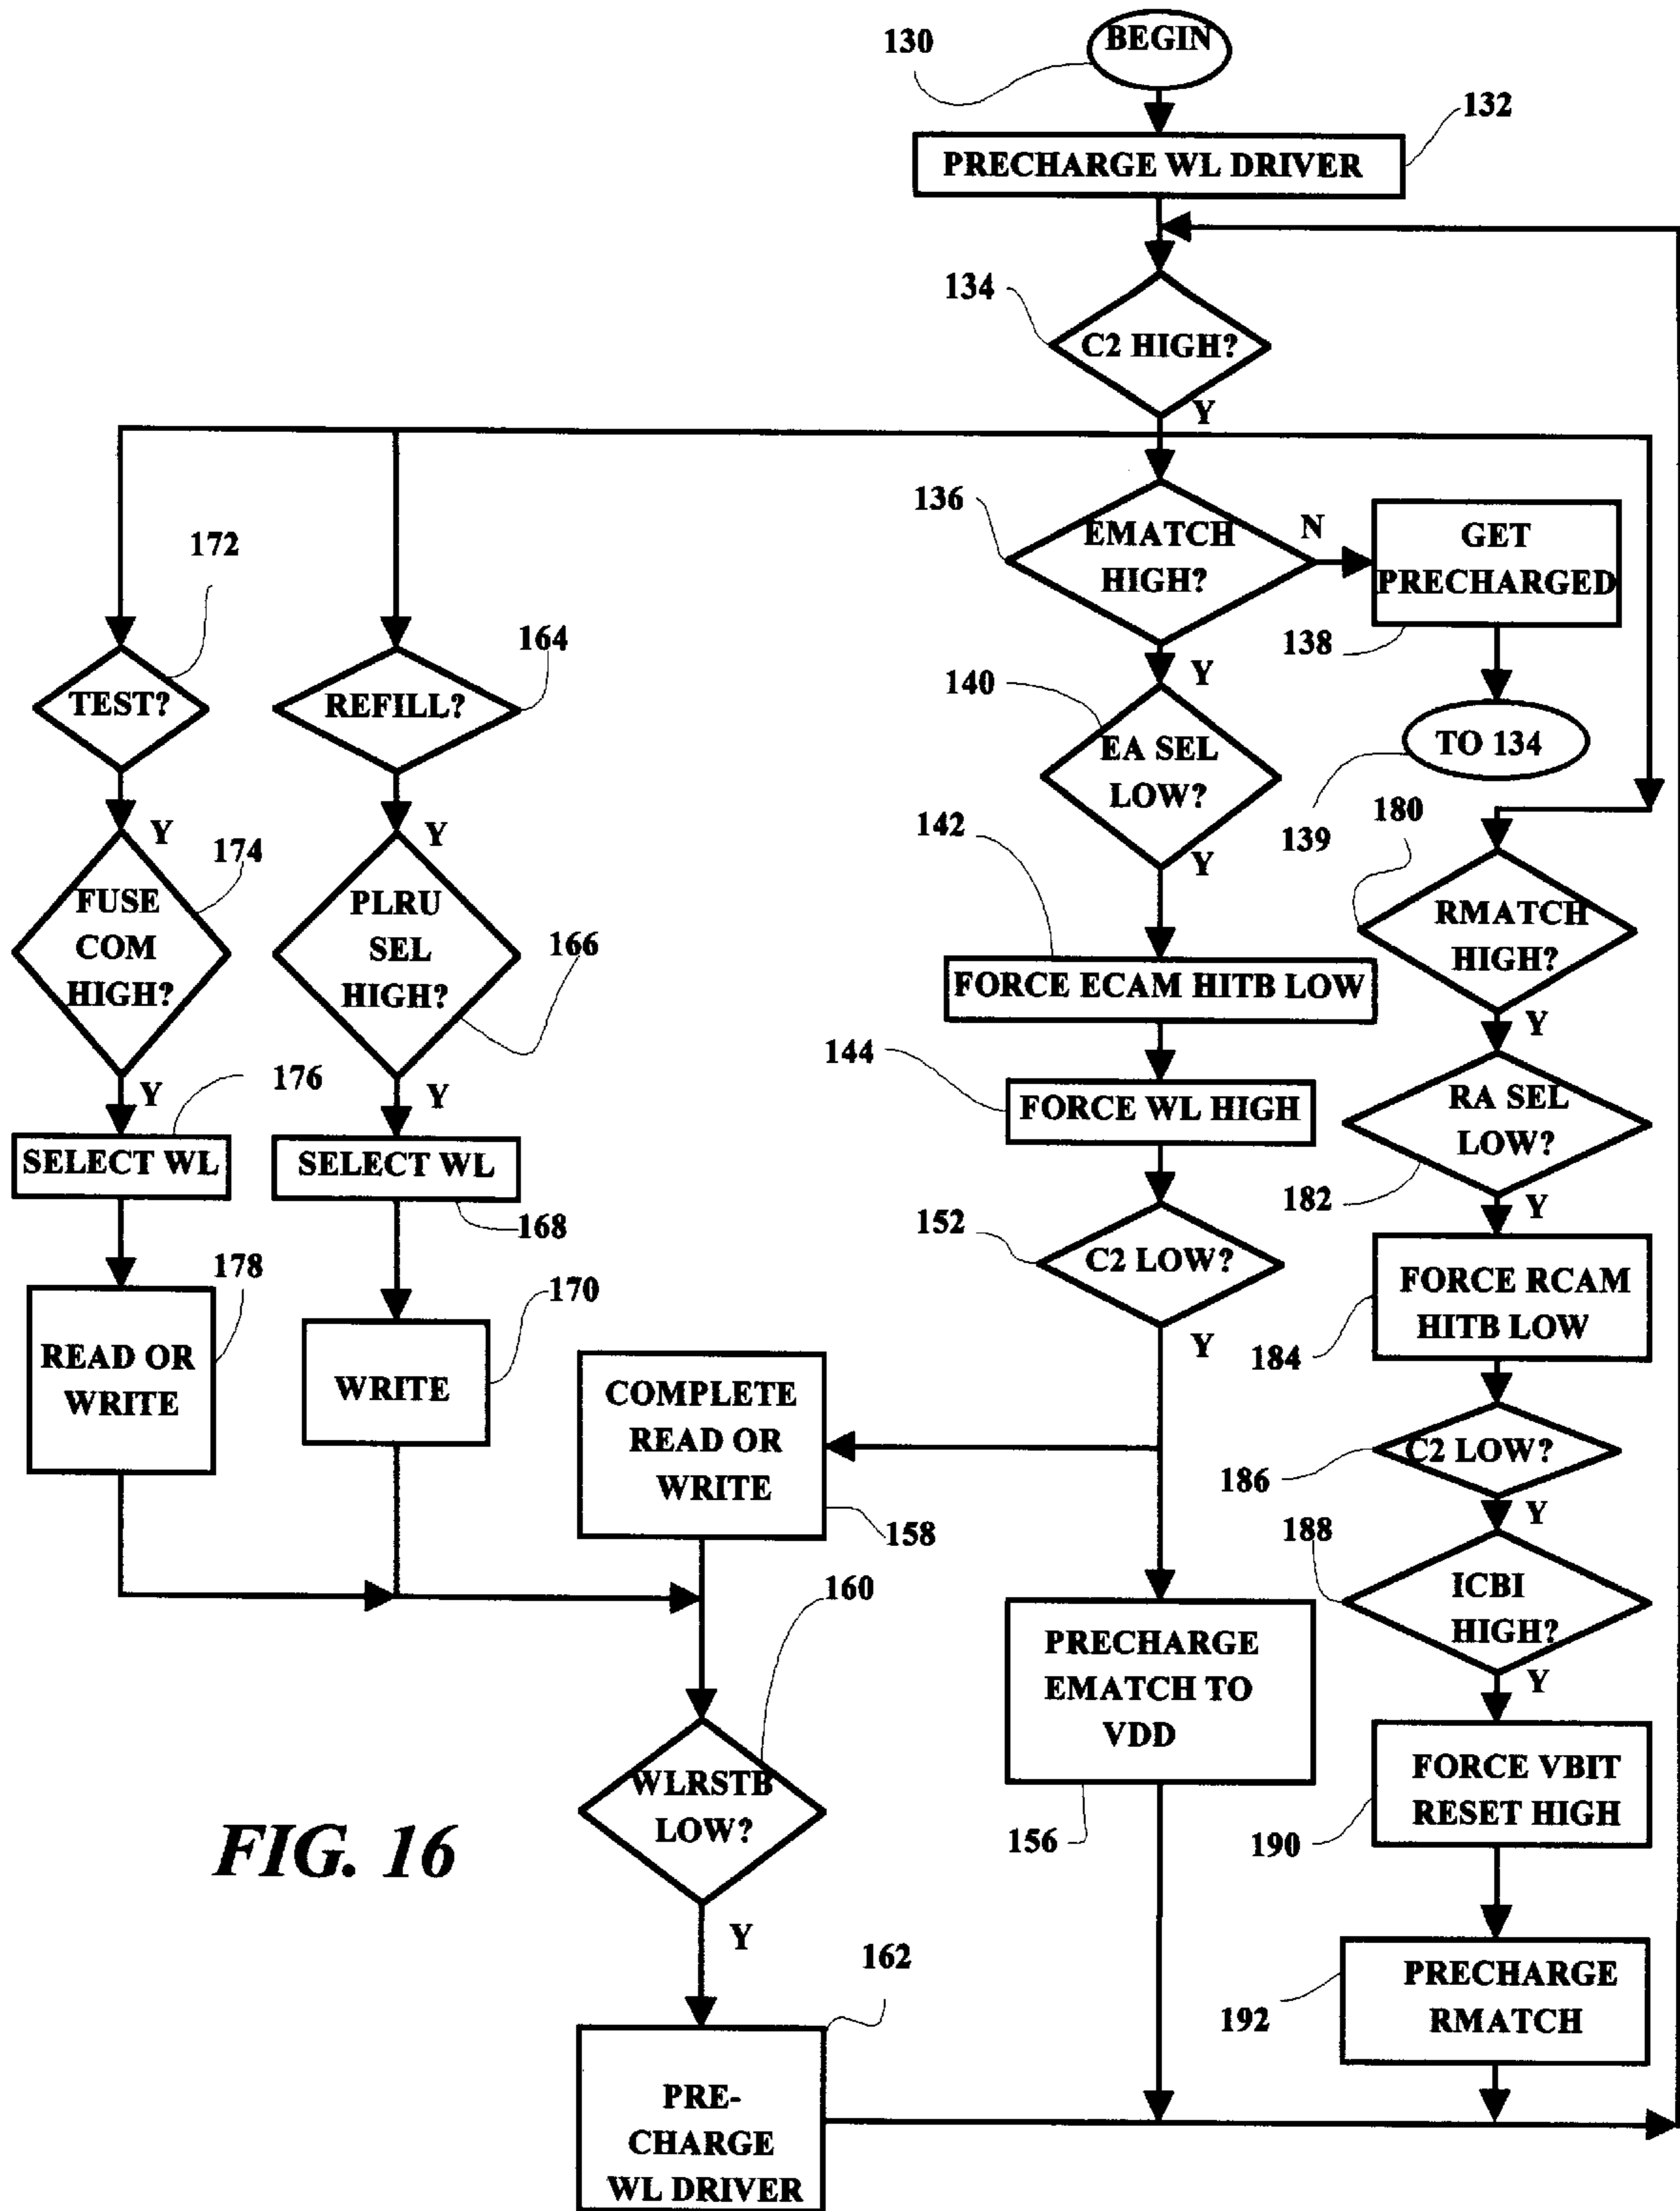 130
BEGIN
132
PRECHARGE WL DRIVER
134
C2 HIGH?
Y
136
EMATCH
HIGH?
N
GET
PRECHARGED
138
TO 134
139
Y
140
EA SEL
LOW?
Y
142
FORCE ECAM HITB LOW
144
FORCE WL HIGH
152
C2 LOW?
Y
172
TEST?
Y
174
FUSE
COM
HIGH?
Y
176
SELECT WL
178
READ OR
WRITE
164
REFILL?
Y
PLRU
SEL
HIGH?
166
Y
SELECT WL
168
170
WRITE
COMPLETE
READ OR
WRITE
158
160
WLRSTB
LOW?
Y
162
PRE-
CHARGE
WL DRIVER
PRECHARGE
EMATCH TO
VDD
156
180
RMATCH
HIGH?
Y
RA SEL
LOW?
182
Y
FORCE RCAM
HITB LOW
184
C2 LOW?
186
Y
188
ICBI
HIGH?
Y
FORCE VBIT
RESET HIGH
190
PRECHARGE
RMATCH
192
FIG. 16